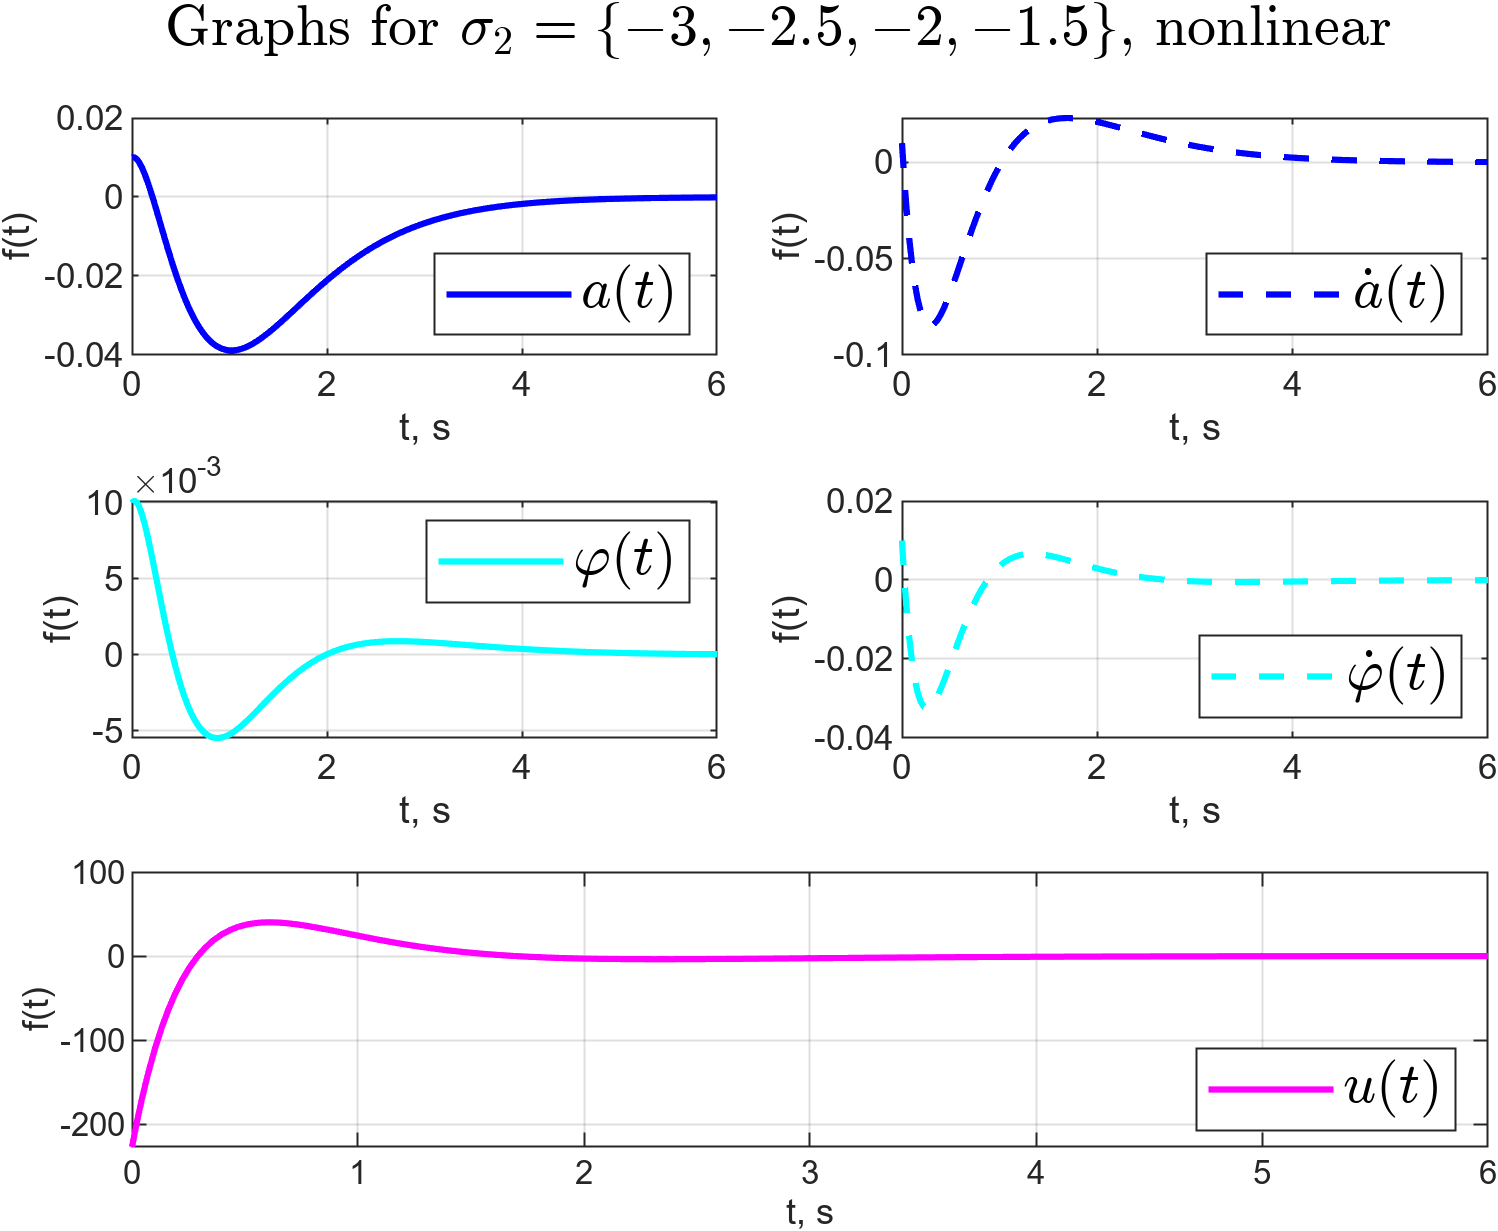 Graphs for σ₂ = {−3, −2.5, −2, −1.5}, nonlinear
0.02
0
-0.02
-0.04
f(t)
a(t)
0 2 4 6
t, s
0
-0.05
-0.1
f(t)
ȧ(t)
0 2 4 6
t, s
×10⁻³
10
5
0
-5
f(t)
φ(t)
0 2 4 6
t, s
0.02
0
-0.02
-0.04
f(t)
φ̇(t)
0 2 4 6
t, s
100
0
-100
-200
f(t)
u(t)
0 1 2 3 4 5 6
t, s